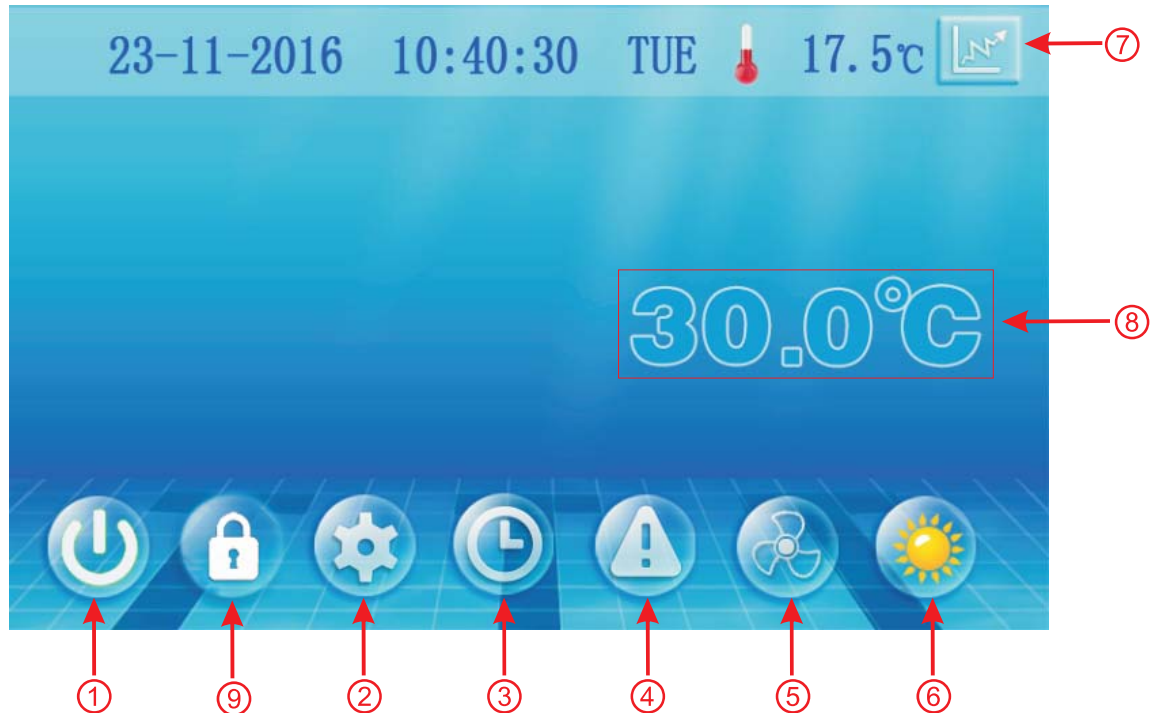 23-11-2016 10:40:30 TUE 17.5℃ ⑦
30.0°C ⑧
① ⑨ ② ③ ④ ⑤ ⑥